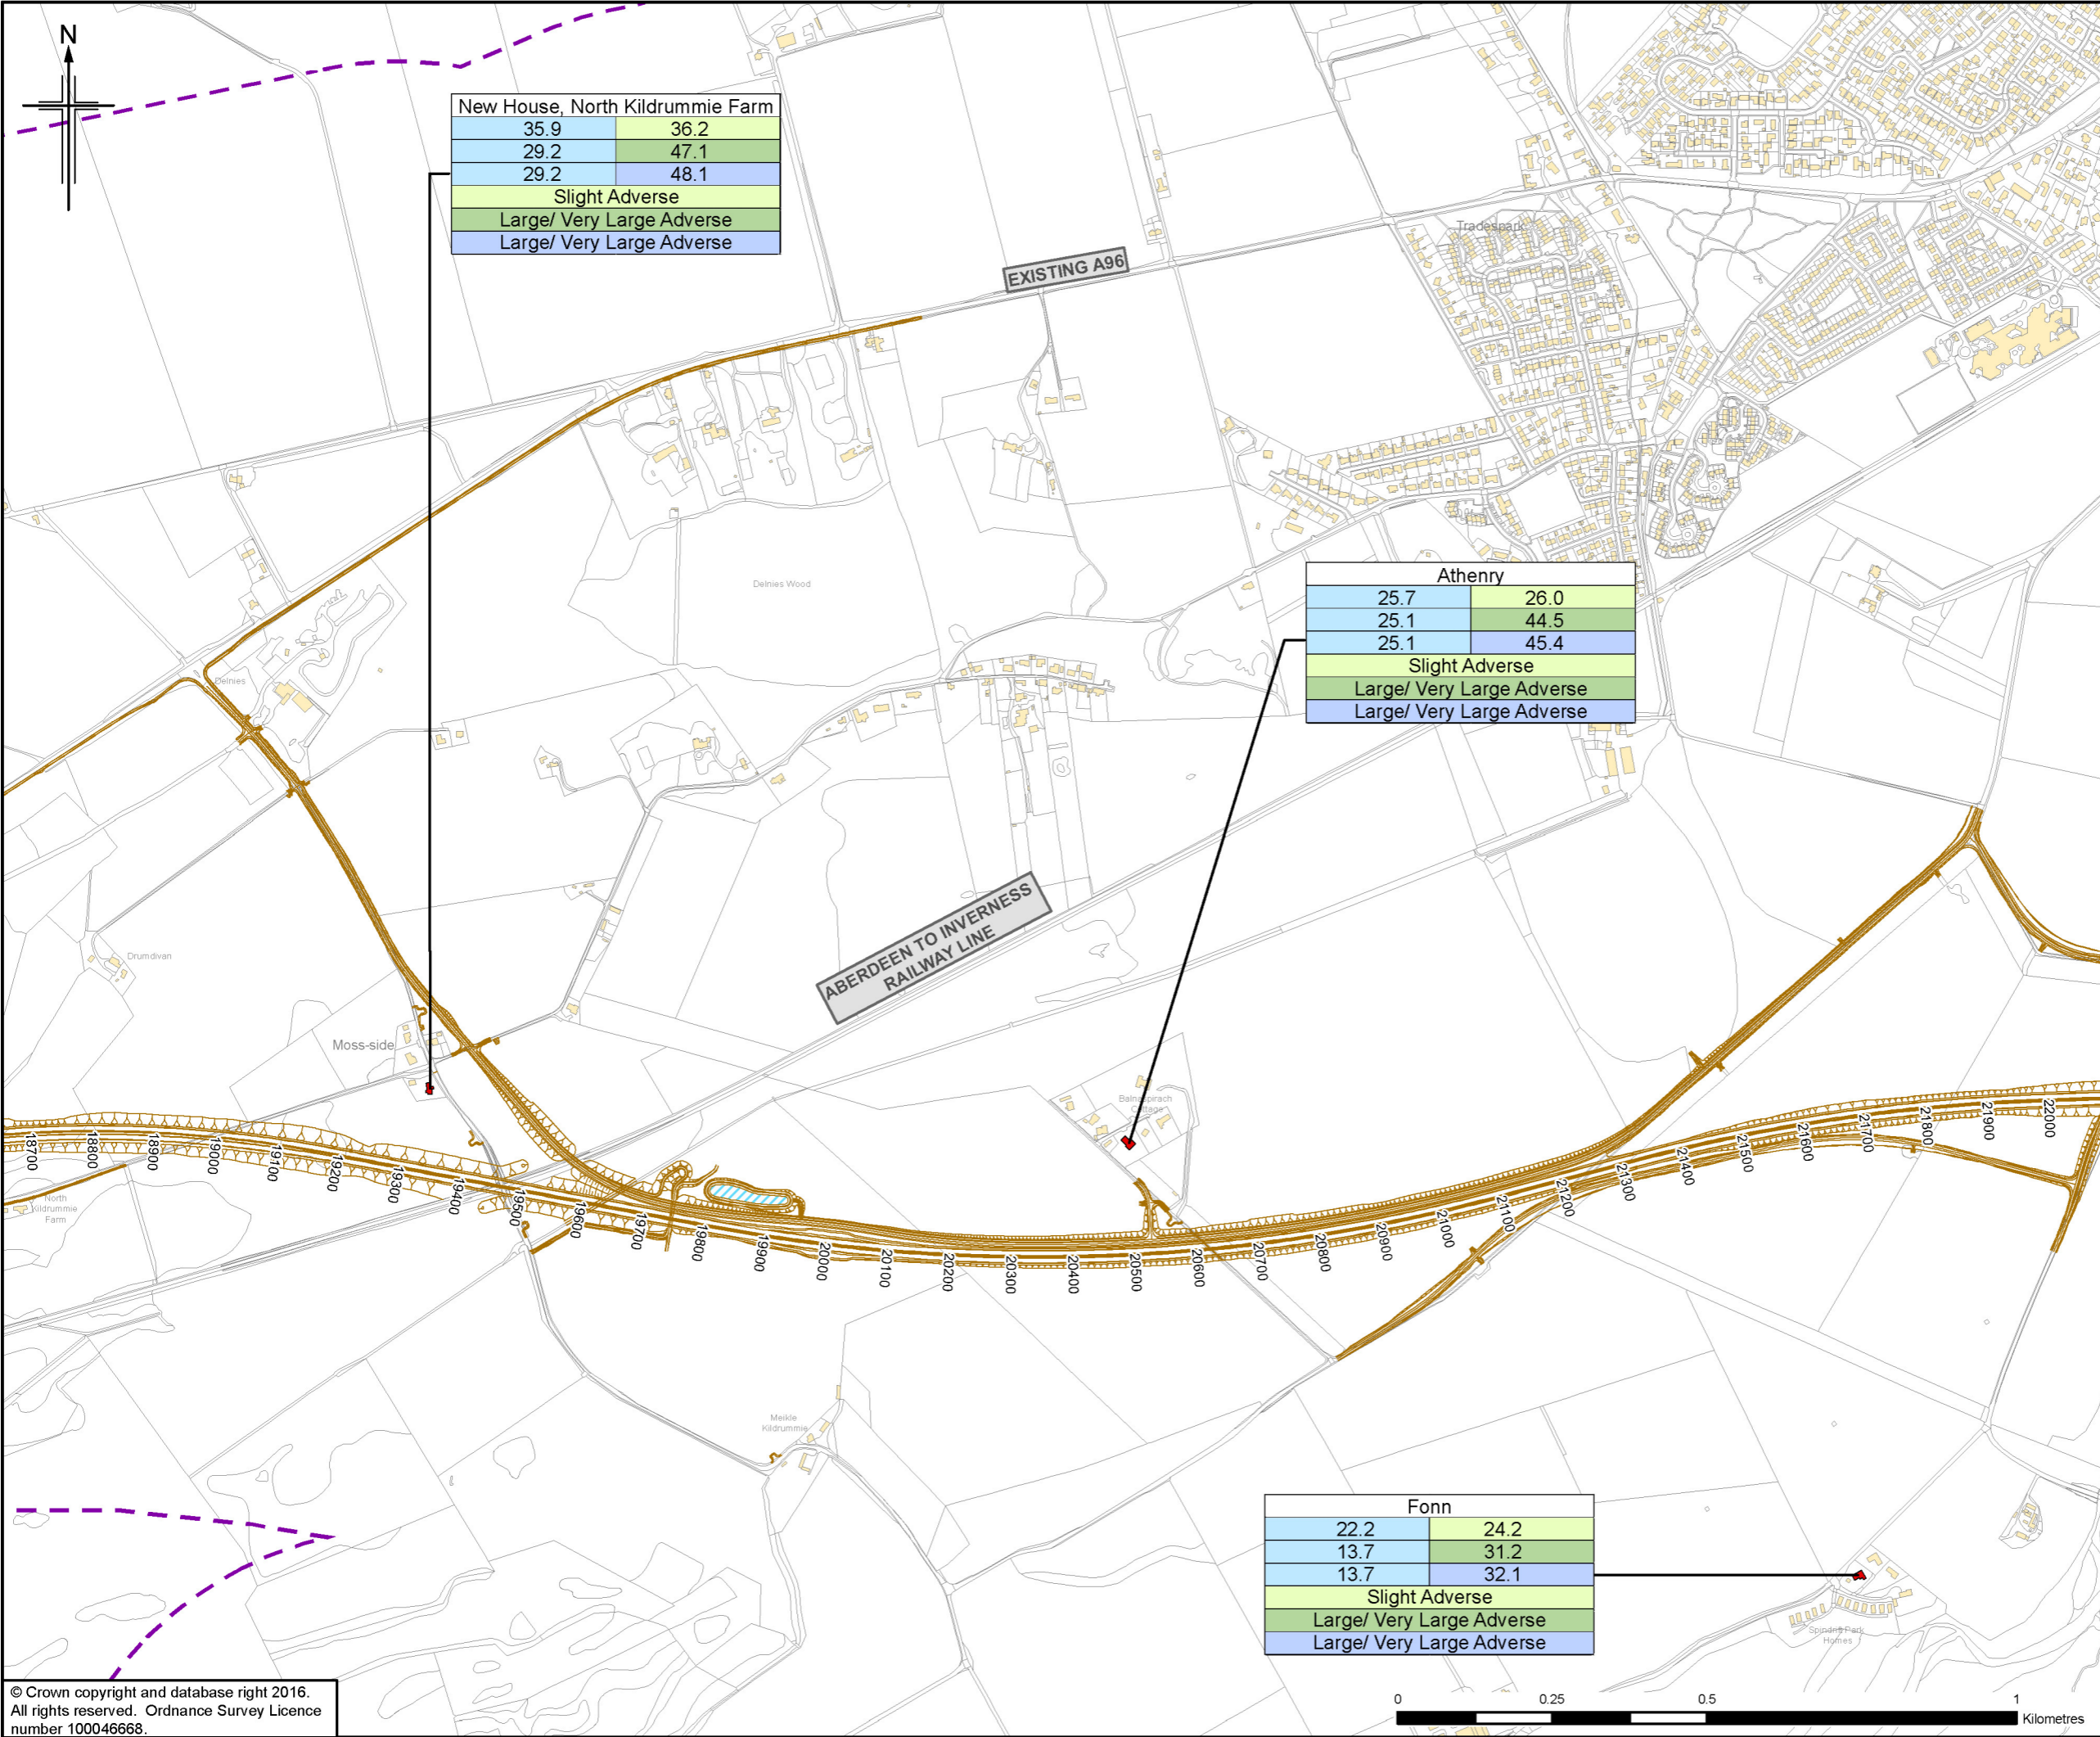 N
New House, North Kildrummie Farm
35.9 36.2
29.2 47.1
29.2 48.1
Slight Adverse
Large/ Very Large Adverse
Large/ Very Large Adverse
Tradespark
EXISTING A96
Delnies Wood
Athenry
25.7 26.0
25.1 44.5
25.1 45.4
Slight Adverse
Large/ Very Large Adverse
Large/ Very Large Adverse
Delnies
ABERDEEN TO INVERNESS
RAILWAY LINE
Drumdivan
Moss-side
Balnaspirach
Cottage
18700
18800
18900
19000
19100
19200
19300
19400
19500
19600
19700
19800
19900
20000
20100
20200
20300
20400
20500
20600
20700
20800
20900
21000
21100
21200
21300
21400
21500
21600
21700
21800
21900
22000
North
Kildrummie
Farm
Meikle
Kildrummie
Fonn
22.2 24.2
13.7 31.2
13.7 32.1
Slight Adverse
Large/ Very Large Adverse
Large/ Very Large Adverse
Spindrift Park
Homes
© Crown copyright and database right 2016.
All rights reserved. Ordnance Survey Licence
number 100046668.
0 0.25 0.5 1
Kilometres